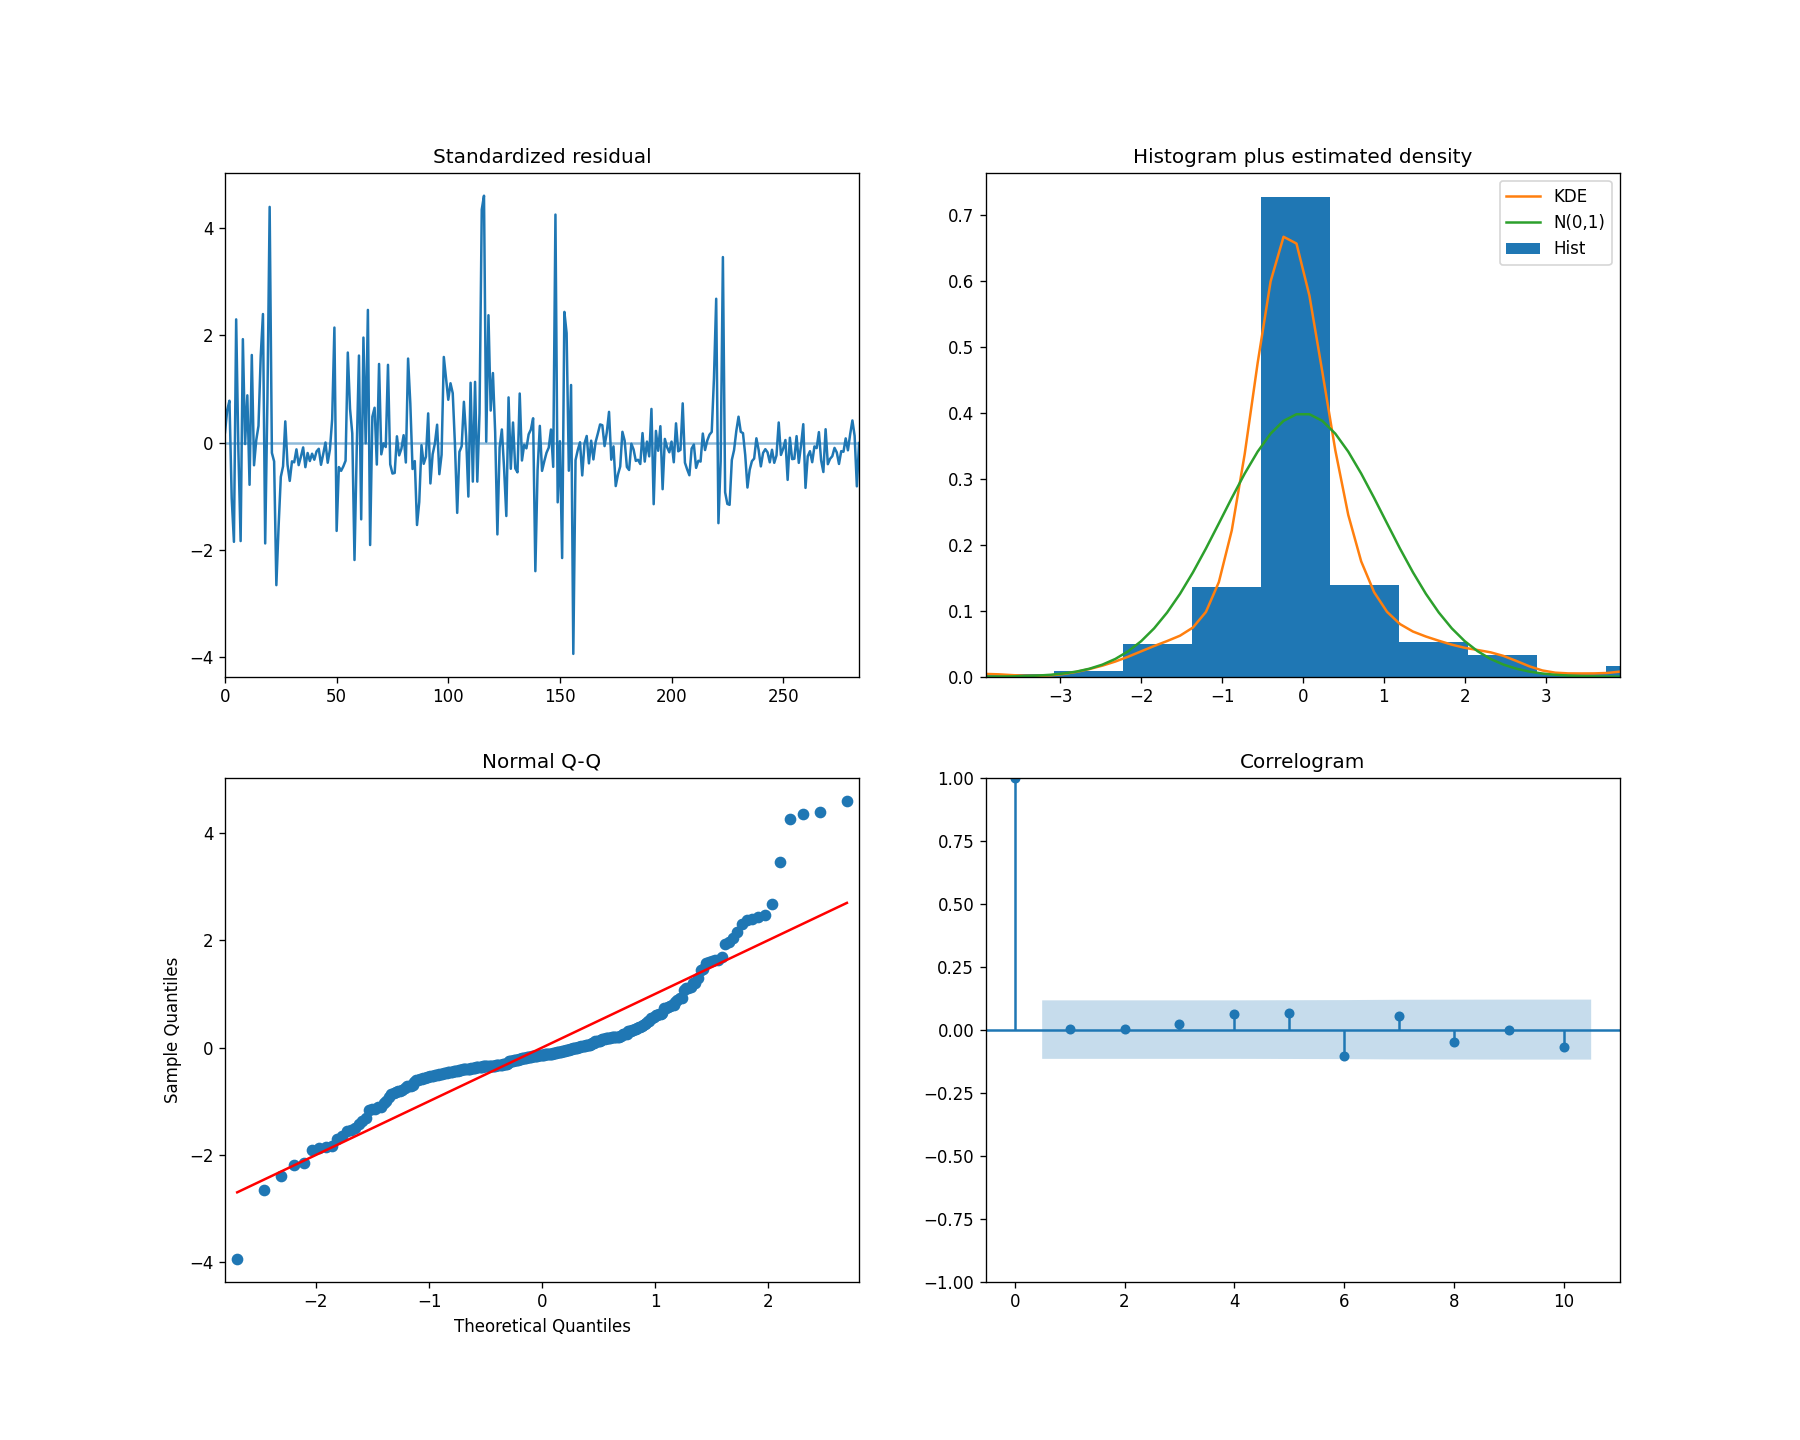 Standardized residual
4
2
0
−2
−4
0 50 100 150 200 250
Histogram plus estimated density
KDE
N(0,1)
Hist
0.7
0.6
0.5
0.4
0.3
0.2
0.1
0.0
−3 −2 −1 0 1 2 3
Normal Q-Q
Sample Quantiles
4
2
0
−2
−4
−2 −1 0 1 2
Theoretical Quantiles
Correlogram
1.00
0.75
0.50
0.25
0.00
−0.25
−0.50
−0.75
−1.00
0 2 4 6 8 10